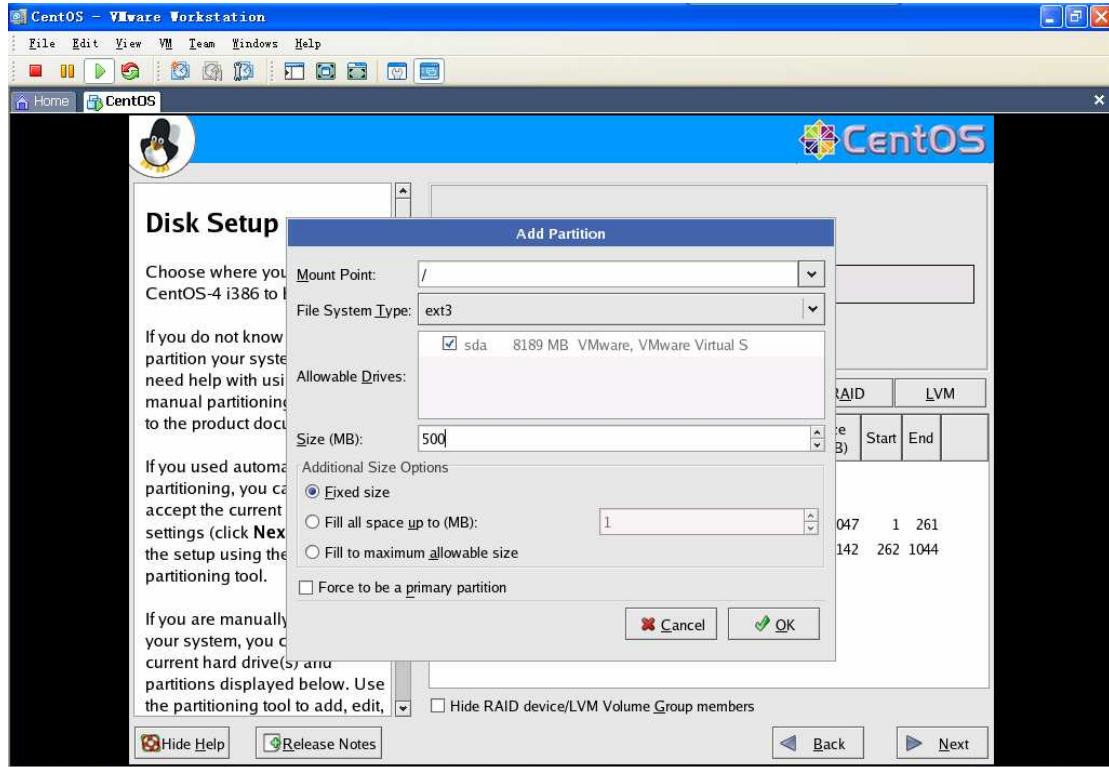 CentOS - VMware Workstation
File Edit View VM Team Windows Help
Home CentOS
CentOS
Disk Setup
Choose where you
CentOS-4 i386 to
If you do not know
partition your syste
need help with usi
manual partitioning
to the product docu
If you used automa
partitioning, you ca
accept the current
settings (click Nex
the setup using the
partitioning tool.
If you are manually
your system, you c
current hard drive(s) and
partitions displayed below. Use
the partitioning tool to add, edit,
Add Partition
Mount Point: /
File System Type: ext3
Allowable Drives:
sda 8189 MB VMware, VMware Virtual S
Size (MB): 500
Additional Size Options
Fixed size
Fill all space up to (MB): 1
Fill to maximum allowable size
Force to be a primary partition
Cancel OK
AID LVM
ze
B) Start End
047 1 261
142 262 1044
Hide RAID device/LVM Volume Group members
Hide Help Release Notes Back Next